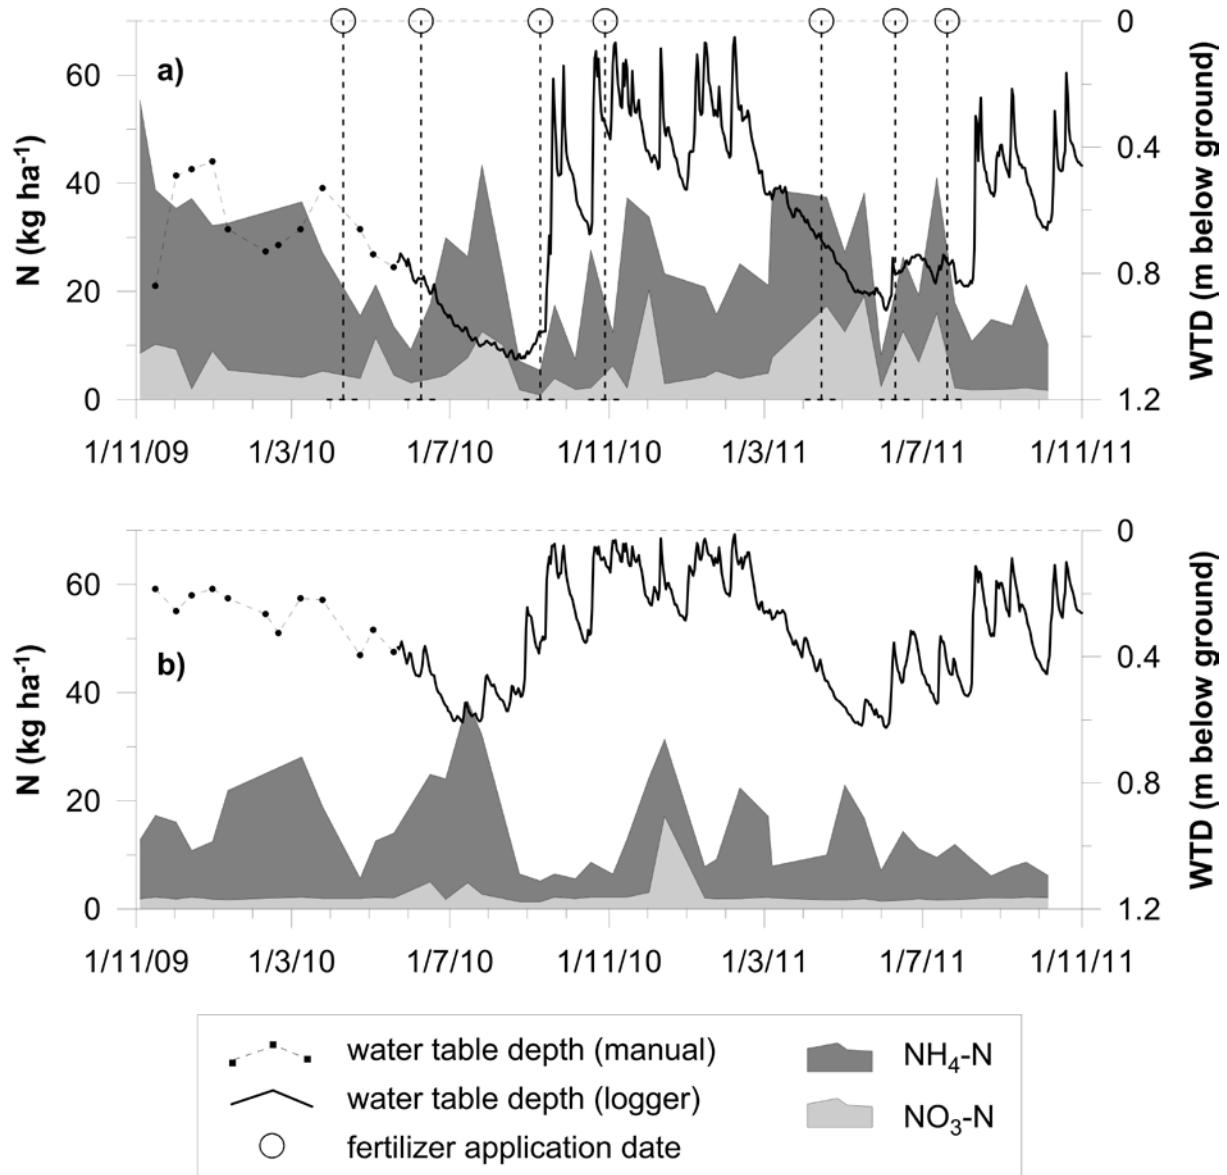 a)
N (kg ha⁻¹)
60
40
20
0
WTD (m below ground)
0
0.4
0.8
1.2
1/11/09 1/3/10 1/7/10 1/11/10 1/3/11 1/7/11 1/11/11
b)
N (kg ha⁻¹)
60
40
20
0
WTD (m below ground)
0
0.4
0.8
1.2
1/11/09 1/3/10 1/7/10 1/11/10 1/3/11 1/7/11 1/11/11
water table depth (manual)
water table depth (logger)
fertilizer application date
NH₄-N
NO₃-N